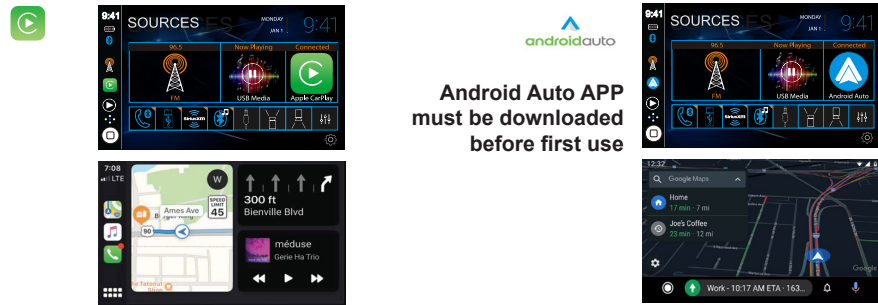 9:41
SOURCES
MONDAY
JAN 1
9:41
96.5
Now Playing
Connected
FM
USB Media
Apple CarPlay
SiriusXM
7:08
LTE
W
Ames Ave
SPEED
LIMIT
45
90
300 ft
Bienville Blvd
méduse
Gerie Ha Trio
androidauto
Android Auto APP
must be downloaded
before first use
9:41
SOURCES
MONDAY
JAN 1
9:41
96.5
Now Playing
Connected
FM
USB Media
Android Auto
SiriusXM
12:32
Google Maps
Home
17 min · 7 mi
Joe's Coffee
23 min · 12 mi
Google
Work - 10:17 AM ETA · 163...